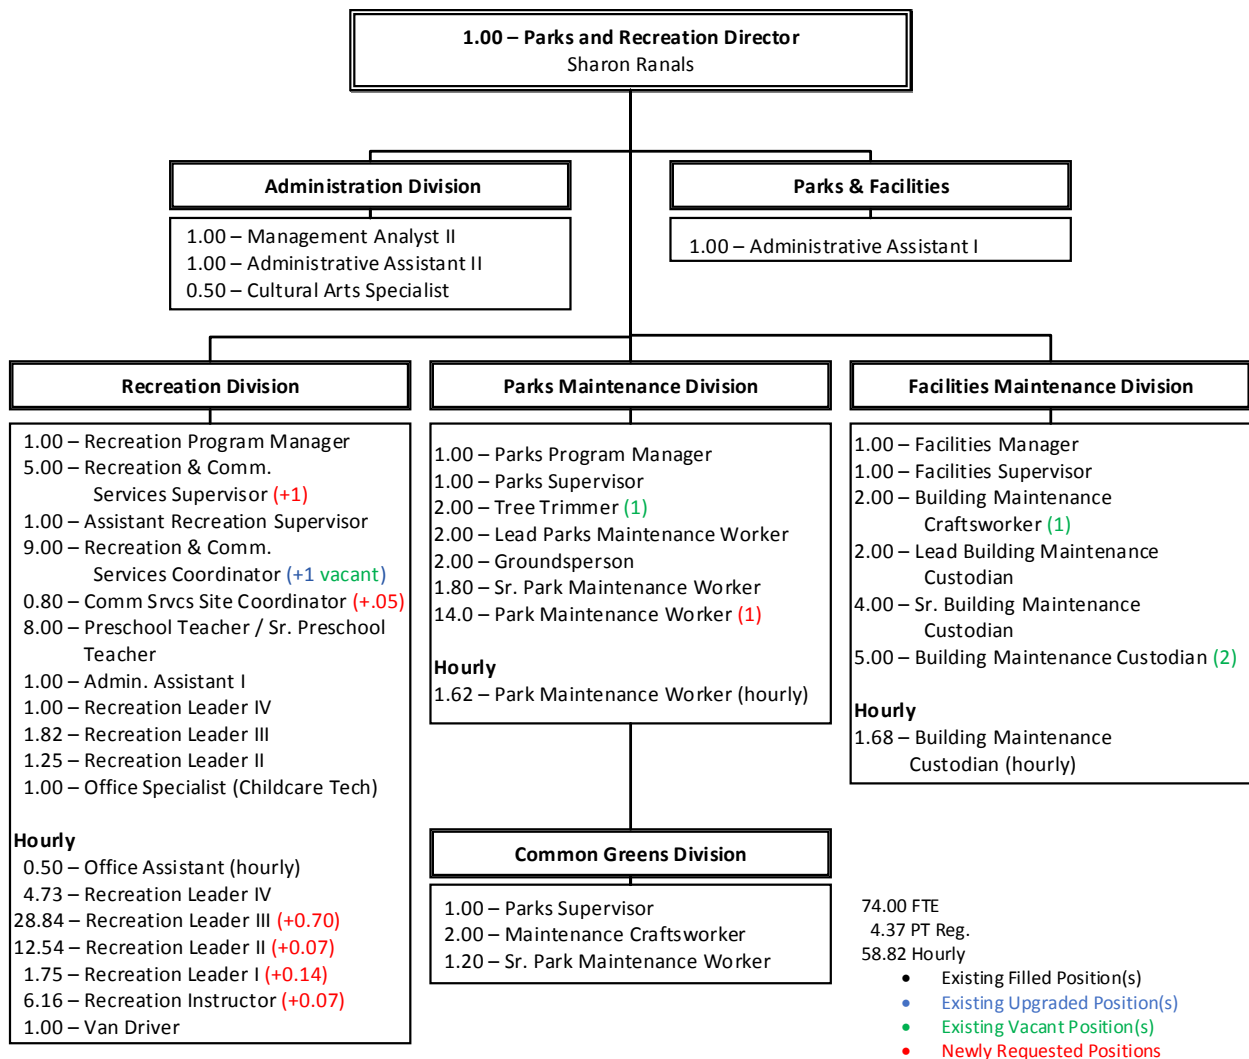 1.00 – Parks and Recreation Director
Sharon Ranals
Administration Division
1.00 – Management Analyst II
1.00 – Administrative Assistant II
0.50 – Cultural Arts Specialist
Parks & Facilities
1.00 – Administrative Assistant I
Recreation Division
1.00 – Recreation Program Manager
5.00 – Recreation & Comm.
Services Supervisor (+1)
1.00 – Assistant Recreation Supervisor
9.00 – Recreation & Comm.
Services Coordinator (+1 vacant)
0.80 – Comm Srvcs Site Coordinator (+.05)
8.00 – Preschool Teacher / Sr. Preschool
Teacher
1.00 – Admin. Assistant I
1.00 – Recreation Leader IV
1.82 – Recreation Leader III
1.25 – Recreation Leader II
1.00 – Office Specialist (Childcare Tech)
Hourly
0.50 – Office Assistant (hourly)
4.73 – Recreation Leader IV
28.84 – Recreation Leader III (+0.70)
12.54 – Recreation Leader II (+0.07)
1.75 – Recreation Leader I (+0.14)
6.16 – Recreation Instructor (+0.07)
1.00 – Van Driver
Parks Maintenance Division
1.00 – Parks Program Manager
1.00 – Parks Supervisor
2.00 – Tree Trimmer (1)
2.00 – Lead Parks Maintenance Worker
2.00 – Groundsperson
1.80 – Sr. Park Maintenance Worker
14.0 – Park Maintenance Worker (1)
Hourly
1.62 – Park Maintenance Worker (hourly)
Common Greens Division
1.00 – Parks Supervisor
2.00 – Maintenance Craftsworker
1.20 – Sr. Park Maintenance Worker
Facilities Maintenance Division
1.00 – Facilities Manager
1.00 – Facilities Supervisor
2.00 – Building Maintenance
Craftsworker (1)
2.00 – Lead Building Maintenance
Custodian
4.00 – Sr. Building Maintenance
Custodian
5.00 – Building Maintenance Custodian (2)
Hourly
1.68 – Building Maintenance
Custodian (hourly)
74.00 FTE
4.37 PT Reg.
58.82 Hourly
• Existing Filled Position(s)
• Existing Upgraded Position(s)
• Existing Vacant Position(s)
• Newly Requested Positions